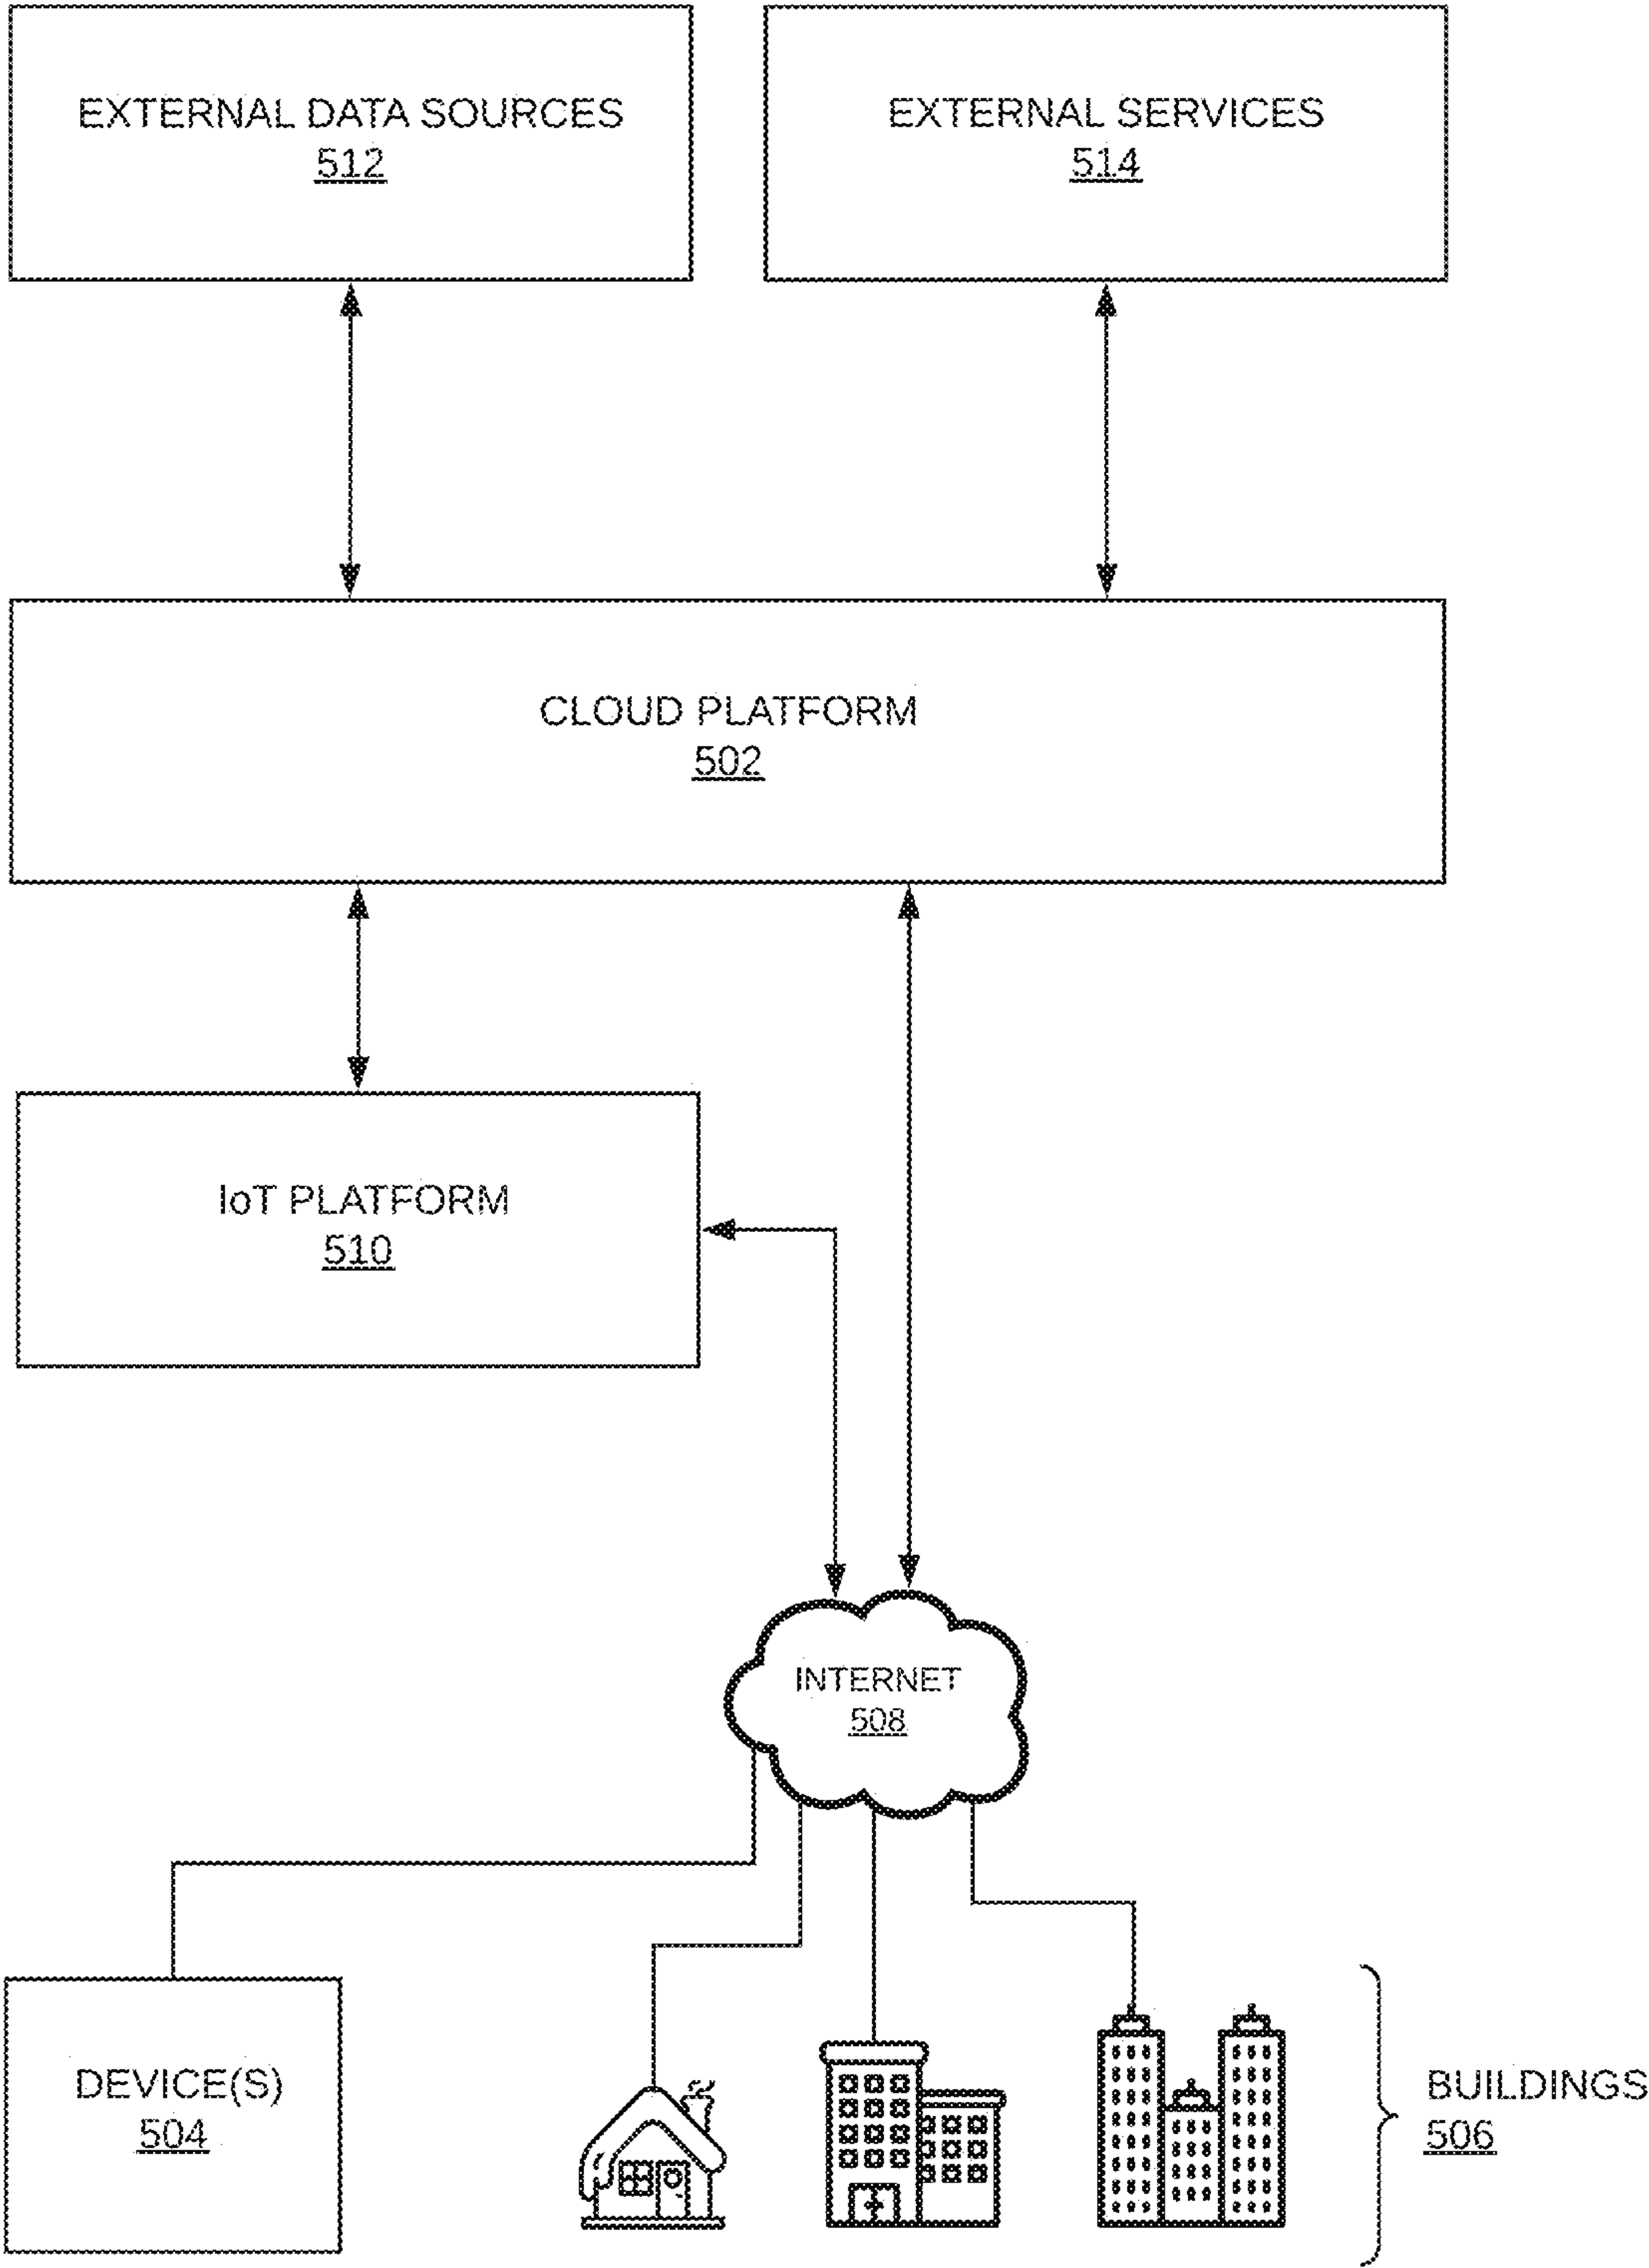 EXTERNAL DATA SOURCES
512
EXTERNAL SERVICES
514
CLOUD PLATFORM
502
IoT PLATFORM
510
INTERNET
508
DEVICE(S)
504
BUILDINGS
506